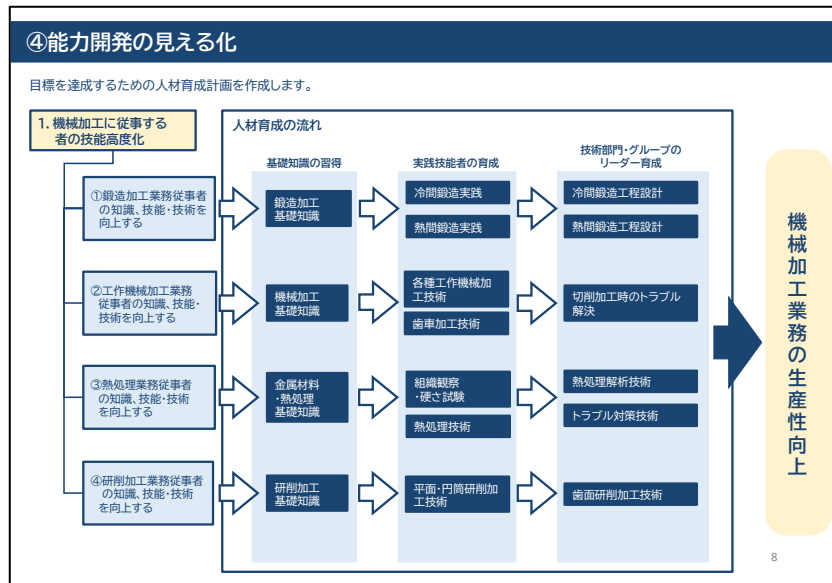 ④能力開発の見える化
目標を達成するための人材育成計画を作成します。
1. 機械加工に従事する
者の技能高度化
人材育成の流れ
基礎知識の習得
実践技能者の育成
技術部門・グループの
リーダー育成
①鍛造加工業務従事者
の知識、技能・技術を
向上する
鍛造加工
基礎知識
冷間鍛造実践
熱間鍛造実践
冷間鍛造工程設計
熱間鍛造工程設計
②工作機械加工業務
従事者の知識、技能・
技術を向上する
機械加工
基礎知識
各種工作機械加
工技術
歯車加工技術
切削加工時のトラブル
解決
③熱処理業務従事者
の知識、技能・技術
を向上する
金属材料
・熱処理
基礎知識
組織観察
・硬さ試験
熱処理技術
熱処理解析技術
トラブル対策技術
④研削加工業務従事者
の知識、技能・技術
を向上する
研削加工
基礎知識
平面・円筒研削加
工技術
歯面研削加工技術
機械加工業務の生産性向上
8